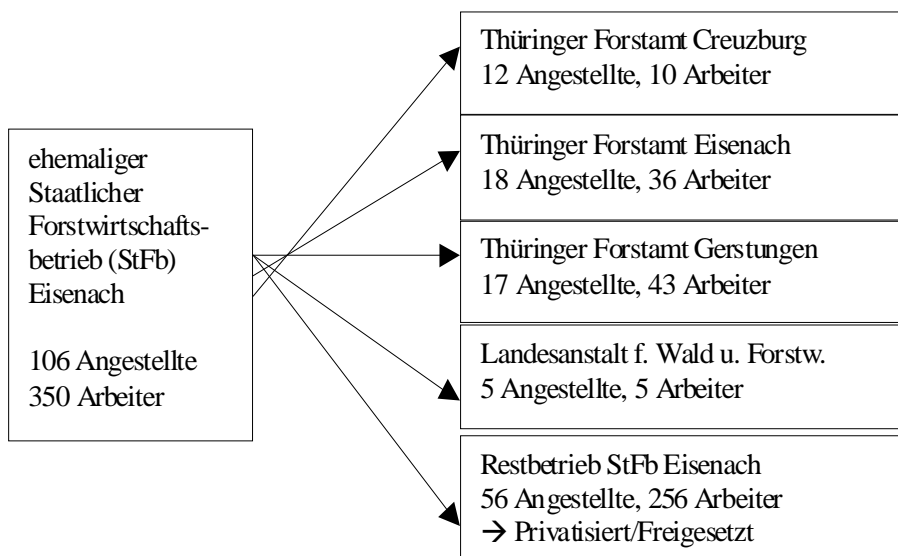 ehemaliger
Staatlicher
Forstwirtschafts-
betrieb (StFb)
Eisenach
106 Angestellte
350 Arbeiter
Thüringer Forstamt Creuzburg
12 Angestellte, 10 Arbeiter
Thüringer Forstamt Eisenach
18 Angestellte, 36 Arbeiter
Thüringer Forstamt Gerstungen
17 Angestellte, 43 Arbeiter
Landesanstalt f. Wald u. Forstw.
5 Angestellte, 5 Arbeiter
Restbetrieb StFb Eisenach
56 Angestellte, 256 Arbeiter
→ Privatisiert/Freigesetzt